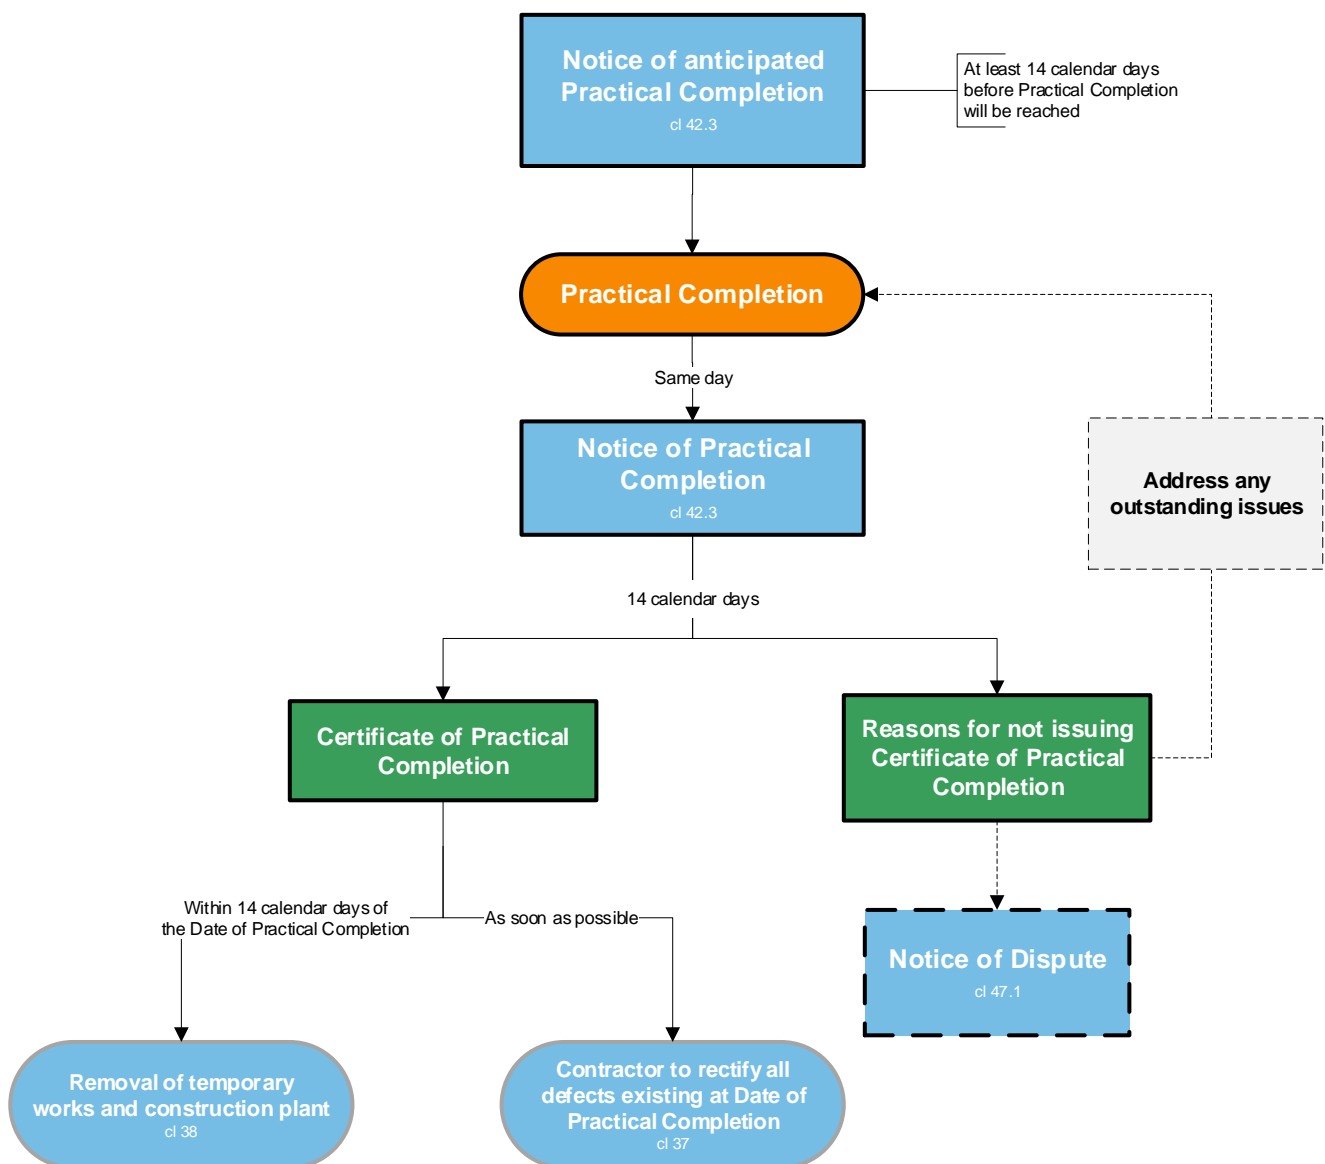 Notice of anticipated
Practical Completion
cl 42.3
At least 14 calendar days
before Practical Completion
will be reached
Practical Completion
Same day
Notice of Practical
Completion
cl 42.3
Address any
outstanding issues
14 calendar days
Certificate of Practical
Completion
Reasons for not issuing
Certificate of Practical
Completion
Within 14 calendar days of
the Date of Practical Completion
As soon as possible
Notice of Dispute
cl 47.1
Removal of temporary
works and construction plant
cl 38
Contractor to rectify all
defects existing at Date of
Practical Completion
cl 37